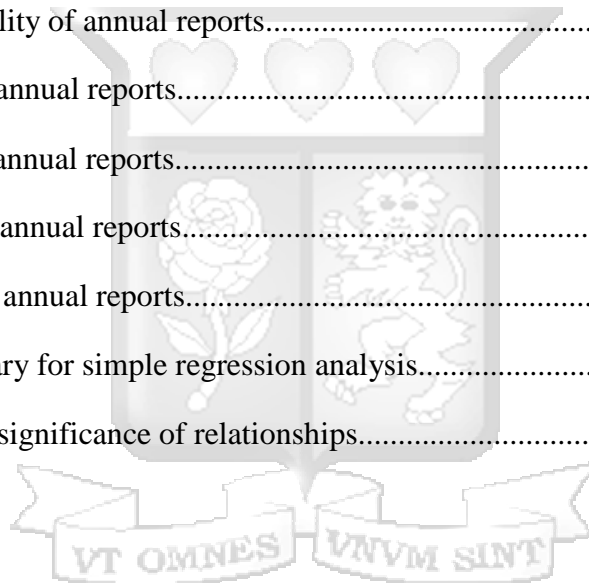 lity of annual reports....................................................
annual reports....................................................................
annual reports....................................................................
annual reports...................................................................
annual reports...................................................................
ary for simple regression analysis...........................
significance of relationships......................................
VT OMNES VNVM SINT